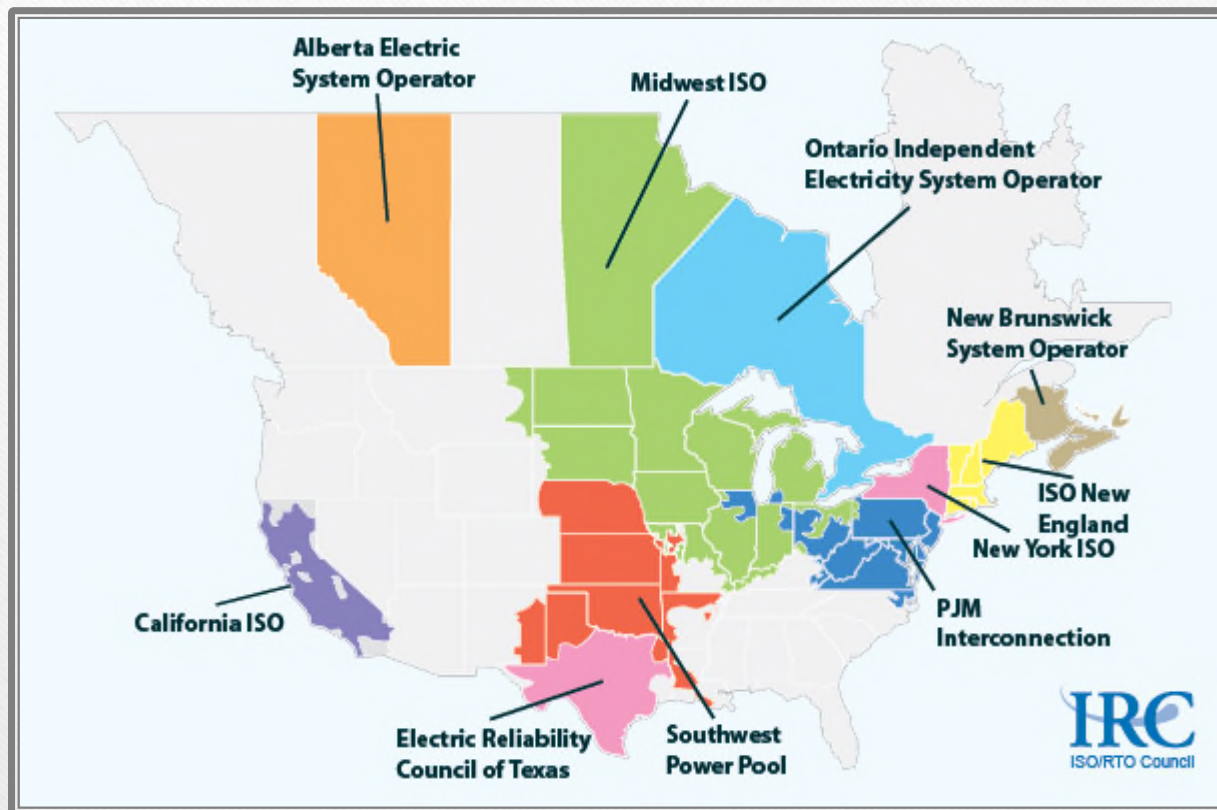 Alberta Electric
System Operator
Midwest ISO
Ontario Independent
Electricity System Operator
New Brunswick
System Operator
ISO New
England
New York ISO
California ISO
PJM
Interconnection
Electric Reliability
Council of Texas
Southwest
Power Pool
IRC
ISO/RTO Council